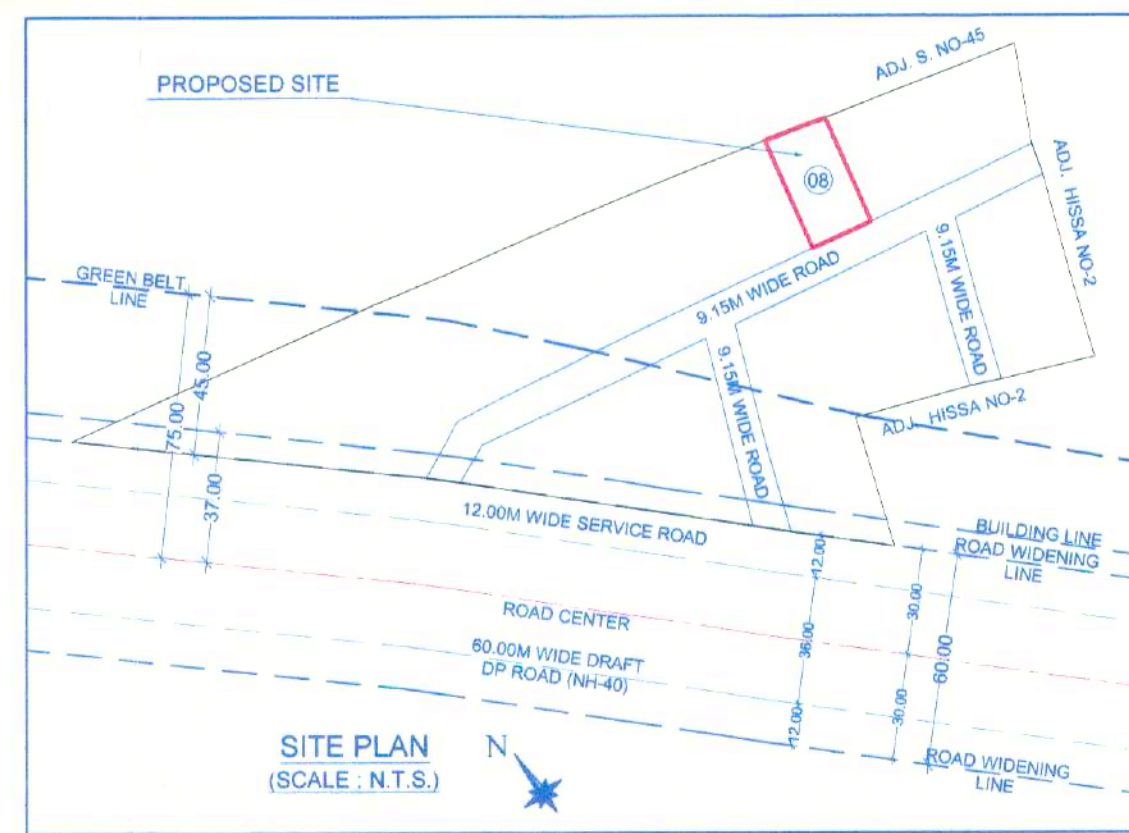 PROPOSED SITE
ADJ. S. NO-45
08
ADJ. HISSA NO-2
9.15M WIDE ROAD
9.15M WIDE ROAD
9.15M WIDE ROAD
GREEN BELT
LINE
75.00
45.00
37.00
ADJ. HISSA NO-2
12.00M WIDE SERVICE ROAD
BUILDING LINE
ROAD WIDENING
LINE
12.00
36.00
12.00
30.00
30.00
60.00
ROAD CENTER
60.00M WIDE DRAFT
DP ROAD (NH-40)
SITE PLAN
(SCALE : N.T.S.)
N
ROAD WIDENING
LINE